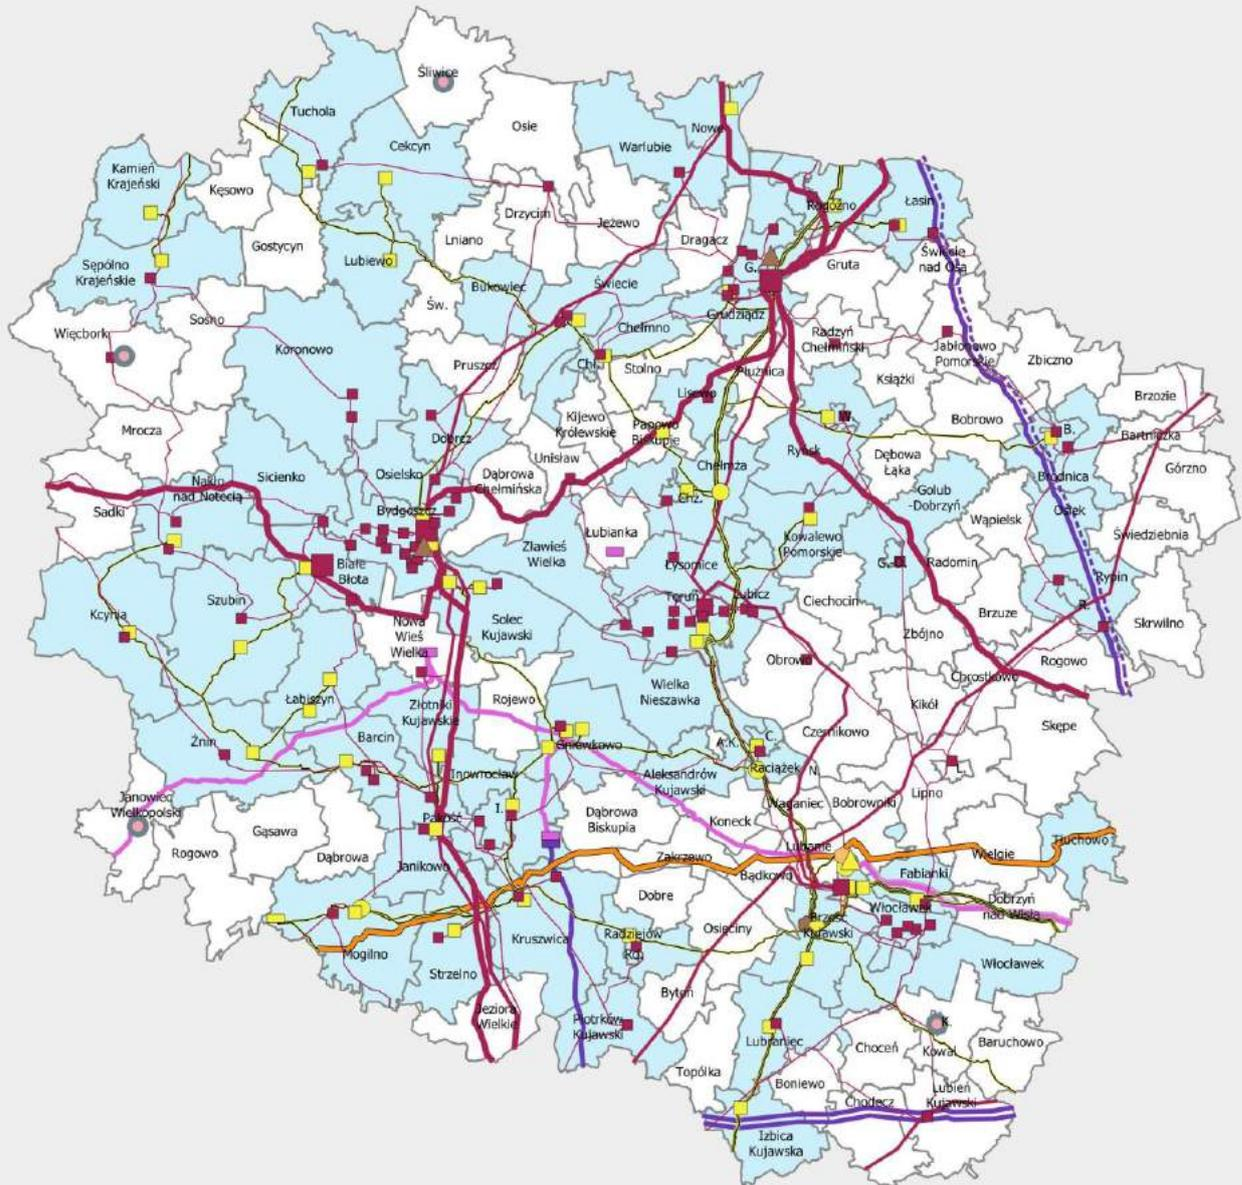 Śliwice
Tuchola
Osie
Nowe
Cekcyn
Warlubie
Kamień
Krajeński
Kęsowo
Łasin
Rogóźno
Drzycim
Jeżewo
Gostycyn
Lniano
Dragacz
Świecie
nad Osą
Sępólno
Krajeńskie
Lubiewo
G.
Gruta
Bukowiec
Świecie
Św.
Grudziądz
Sośno
Chełmno
Więcbork
Radzyń
Chełmiński
Jabłonowo
Pomorskie
Zbiczno
Koronowo
Pruszcz
Chł.
Stolno
Płużnica
Książki
Lisewo
Brzozie
Kijewo
Królewskie
W.
Bobrowo
Mrocza
Papowo
Biskupie
B.
Bartniczka
Dobrcz
Ryńsk
Unisław
Dębowa
Łąka
Górzno
Osielsko
Dąbrowa
Chełmińska
Chełmża
Brodnica
Sicienko
Nakło
nad Notecią
Golub
-Dobrzyń
Chż.
Sadki
Bydgoszcz
Osiek
Wąpielsk
Łubianka
Kowalewo
Pomorskie
Świedziebnia
Zławieś
Wielka
Białe
Błota
Łysomice
G.-D.
Radomin
Rypin
Szubin
Toruń
Lubicz
Ciechocin
R.
Kcynia
Brzuze
Nowa
Wieś
Wielka
Solec
Kujawski
Zbójno
Skrwilno
Obrowo
Rogowo
Chrostkowo
Wielka
Nieszawka
Łabiszyn
Rojewo
Złotniki
Kujawskie
Kikół
Skępe
Barcin
Czernikowo
Żnin
Gniewkowo
A.K.
C.
Raciążek
N.
L.
Inowrocław
Aleksandrów
Kujawski
Lipno
Janowiec
Wielkopolski
Waganiec
Bobrowniki
I.
Pakość
Dąbrowa
Biskupia
Koneck
Gąsawa
Rogowo
Dąbrowa
Janikowo
Lubanie
Tłuchowo
Zakrzewo
Wielgie
Bądkowo
Fabianki
Dobre
Dobrzyń
nad Wisłą
Włocławek
Brześć
Kujawski
Osięciny
Radziejów
Rdj.
Kruszwica
Mogilno
Włocławek
Strzelno
Bytoń
Jeziora
Wielkie
Piotrków
Kujawski
K.
Lubraniec
Choceń
Kowal
Baruchowo
Topólka
Boniewo
Lubień
Kujawski
Chodecz
Izbica
Kujawska